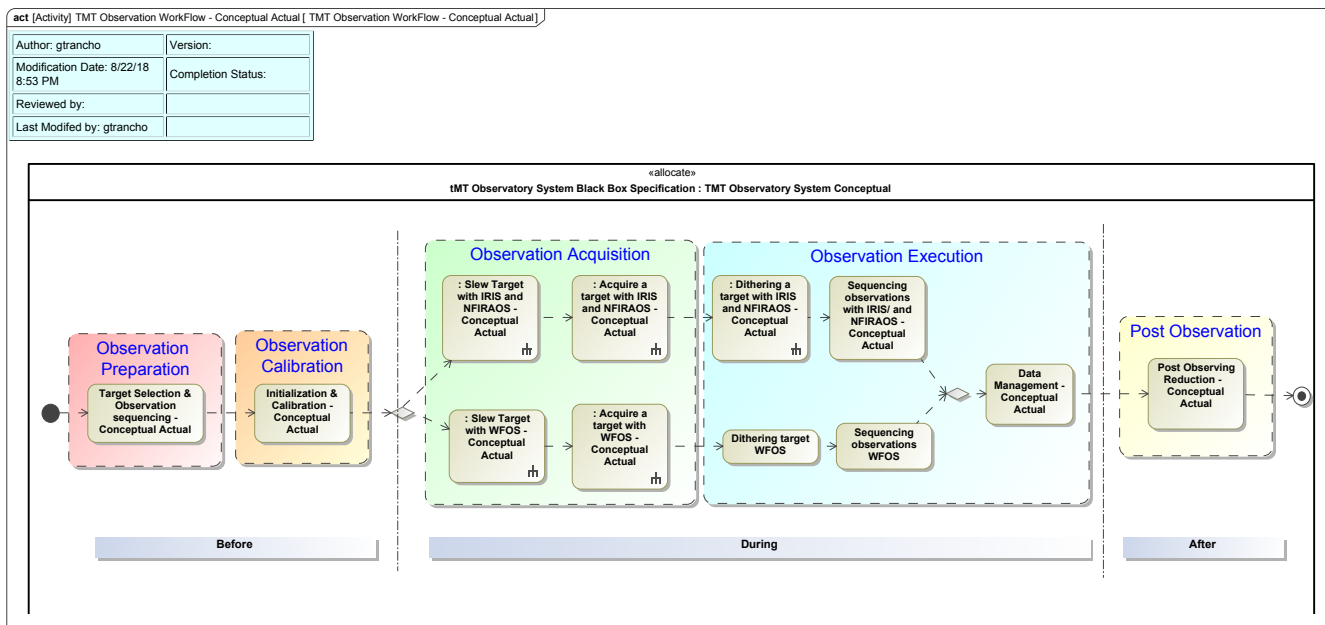 act [Activity] TMT Observation WorkFlow - Conceptual Actual [ TMT Observation WorkFlow - Conceptual Actual]
Author: gtrancho
Version:
Modification Date: 8/22/18
8:53 PM
Completion Status:
Reviewed by:
Last Modifed by: gtrancho
«allocate»
tMT Observatory System Black Box Specification : TMT Observatory System Conceptual
Observation
Preparation
Target Selection &
Observation
sequencing -
Conceptual Actual
Observation
Calibration
Initialization &
Calibration -
Conceptual
Actual
Observation Acquisition
: Slew Target
with IRIS and
NFIRAOS -
Conceptual
Actual
: Acquire a
target with IRIS
and NFIRAOS -
Conceptual
Actual
: Slew Target
with WFOS -
Conceptual
Actual
: Acquire a
target with
WFOS -
Conceptual
Actual
Observation Execution
: Dithering a
target with IRIS
and NFIRAOS -
Conceptual
Actual
Sequencing
observations
with IRIS/ and
NFIRAOS -
Conceptual
Actual
Dithering target
WFOS
Sequencing
observations
WFOS
Data
Management -
Conceptual
Actual
Post Observation
Post Observing
Reduction -
Conceptual
Actual
Before
During
After